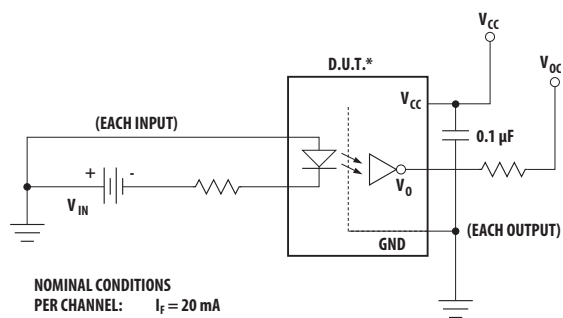 V_CC
D.U.T.*
V_OC
V_CC
(EACH INPUT)
0.1 µF
+ -
V_O
V_IN
(EACH OUTPUT)
GND
NOMINAL CONDITIONS
PER CHANNEL: I_F = 20 mA